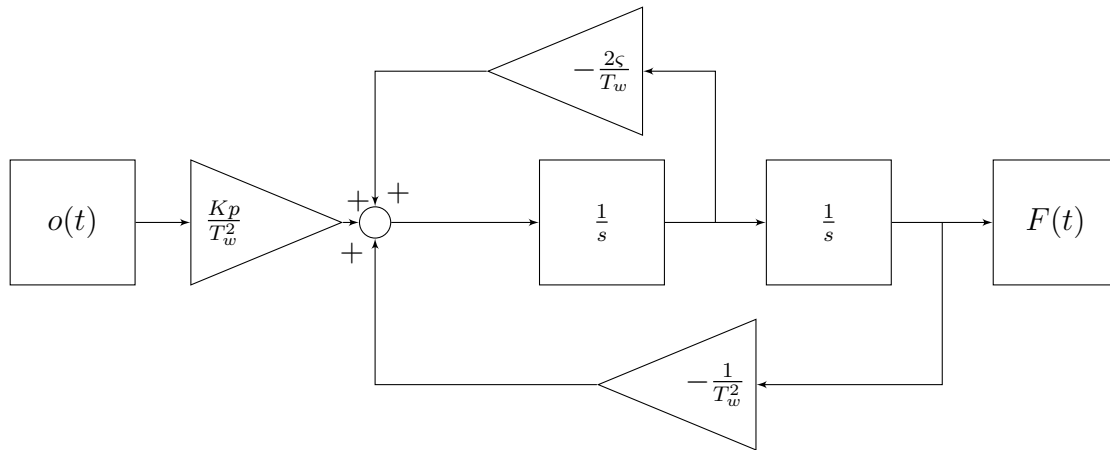 −2ς/T_w
+ +
o(t) Kp/T_w^2 1/s 1/s F(t)
+
−1/T_w^2